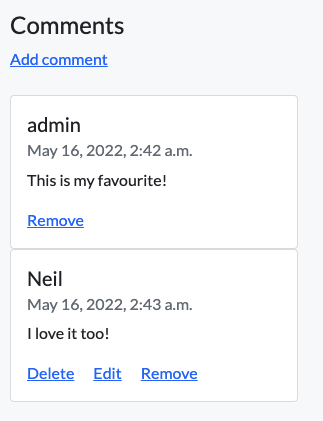 Comments
Add comment
admin
May 16, 2022, 2:42 a.m.
This is my favourite!
Remove
Neil
May 16, 2022, 2:43 a.m.
I love it too!
Delete Edit Remove